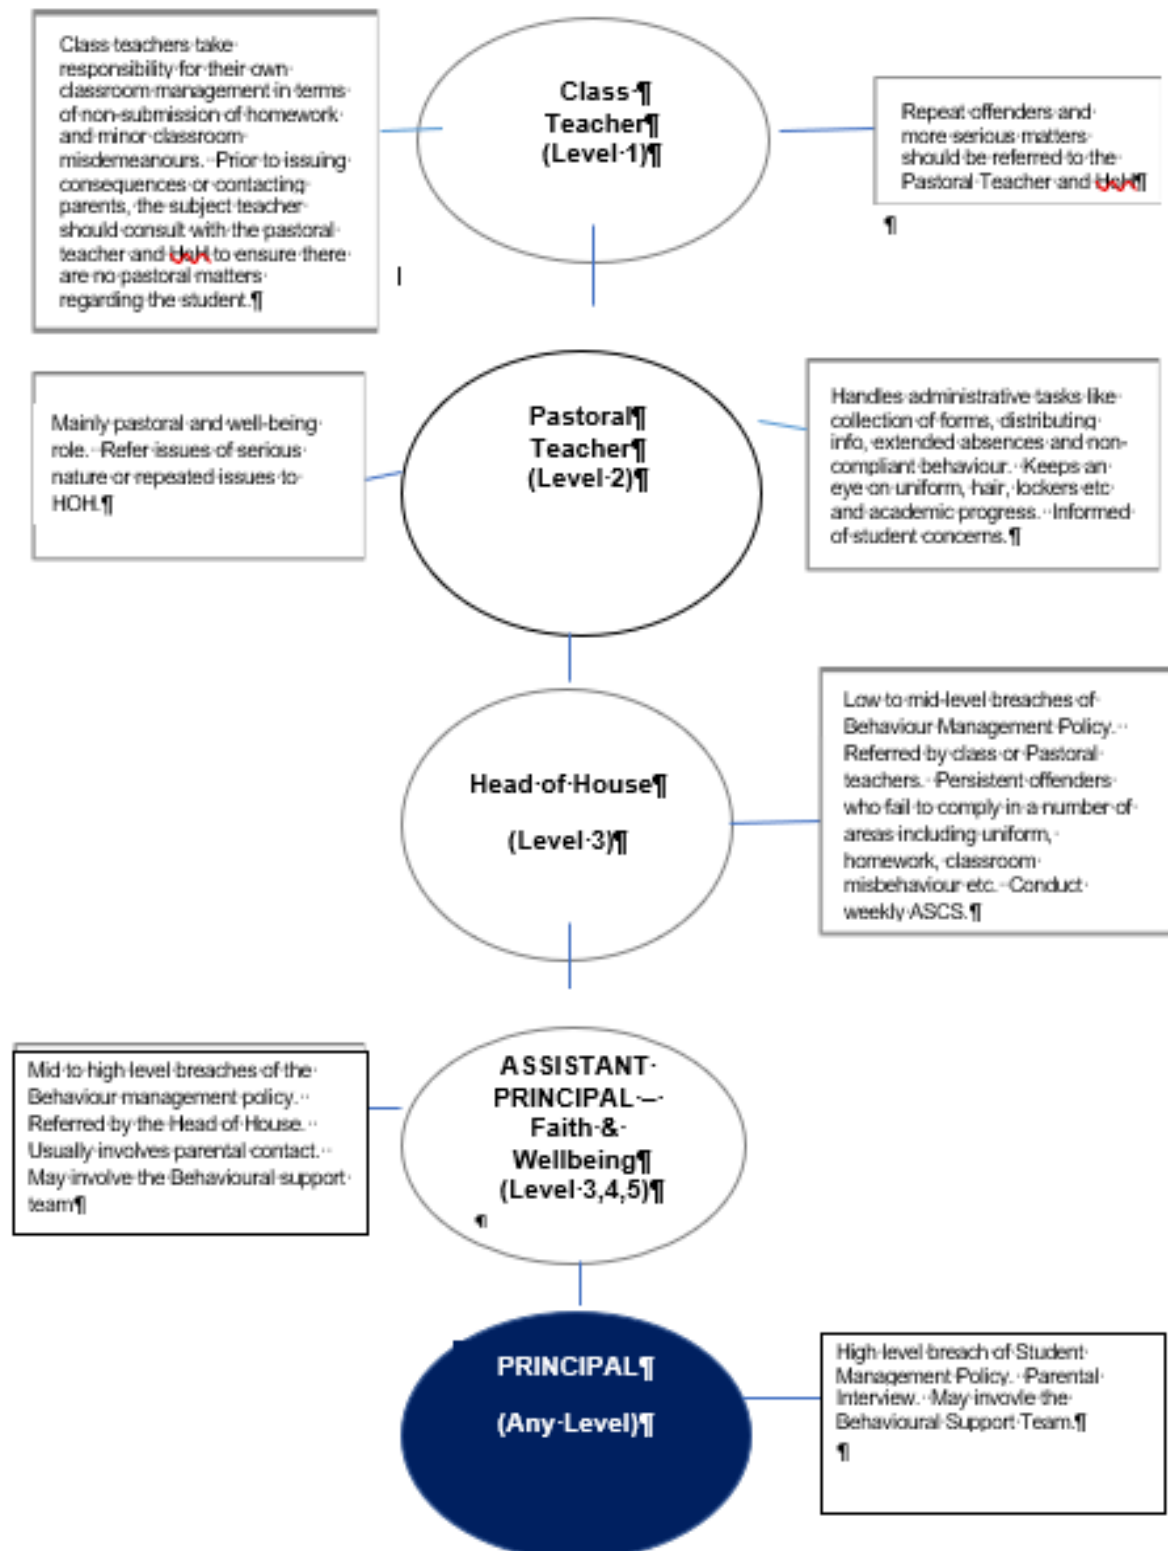 Class teachers take
responsibility for their own
classroom management in terms
of non-submission of homework
and minor classroom
misdemeanours. Prior to issuing
consequences or contacting
parents, the subject teacher
should consult with the pastoral
teacher and HoH to ensure there
are no pastoral matters
regarding the student.¶
Class ¶
Teacher¶
(Level 1)¶
Repeat offenders and
more serious matters
should be referred to the
Pastoral Teacher and HoH¶
¶
Mainly pastoral and well-being
role. Refer issues of serious
nature or repeated issues to
HOH.¶
Pastoral¶
Teacher¶
(Level 2)¶
Handles administrative tasks like
collection of forms, distributing
info, extended absences and non-
compliant behaviour. Keeps an
eye on uniform, hair, lockers etc
and academic progress. Informed
of student concerns.¶
Head of House¶
(Level 3)¶
Low to mid-level breaches of
Behaviour Management Policy.
Referred by class or Pastoral
teachers. Persistent offenders
who fail to comply in a number of
areas including uniform,
homework, classroom
misbehaviour etc. Conduct
weekly ASCS.¶
Mid to high level breaches of the
Behaviour management policy.
Referred by the Head of House.
Usually involves parental contact.
May involve the Behavioural support
team¶
ASSISTANT
PRINCIPAL –
Faith &
Wellbeing¶
(Level 3,4,5)¶
¶
PRINCIPAL¶
(Any Level)¶
High level breach of Student
Management Policy. Parental
Interview. May invovle the
Behavioural Support Team.¶
¶